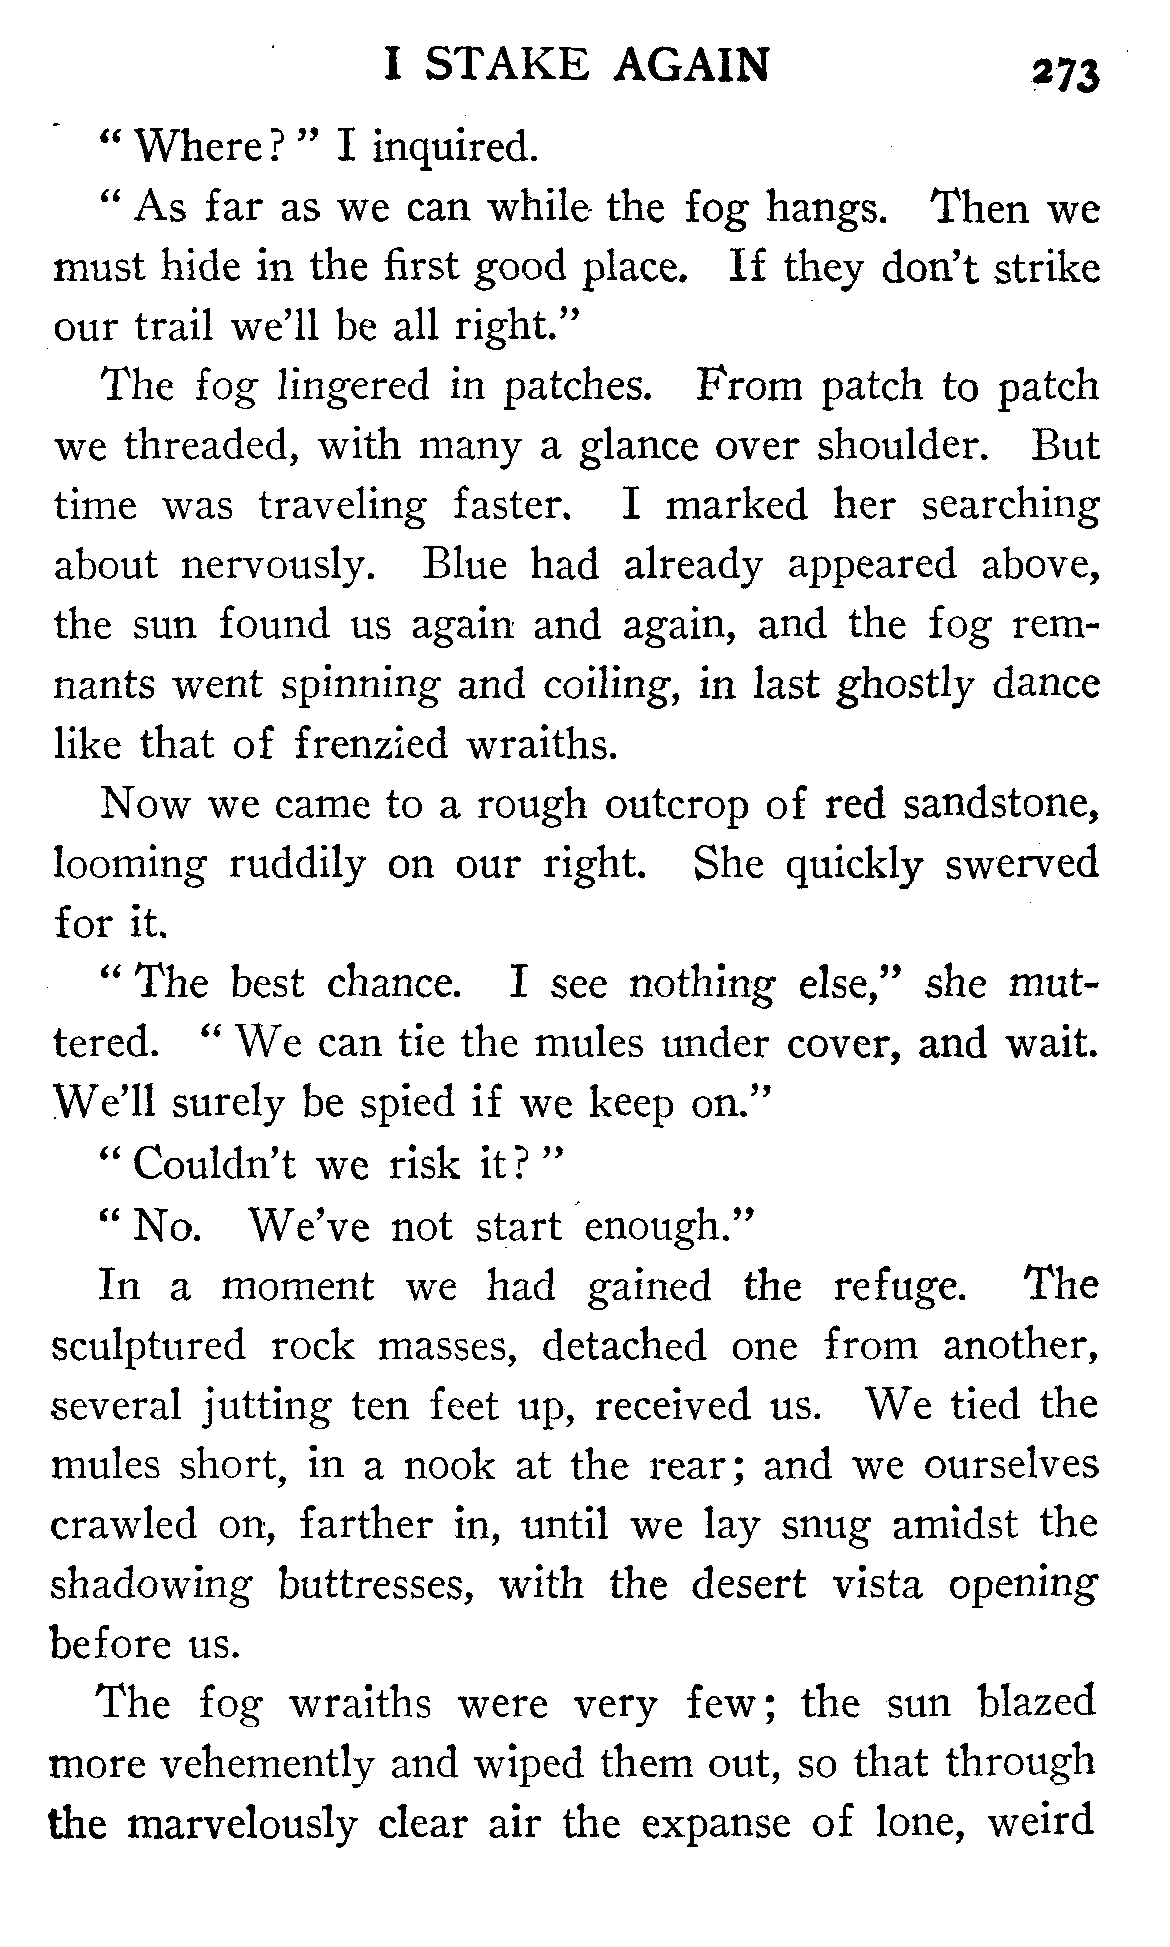 I STAKE AGAIN 273
“ Where? ” I inquired.
“ As far as we can while the fog hangs. Then we
must hide in the first good place. If they don’t strike
our trail we’ll be all right.”
The fog lingered in patches. From patch to patch
we threaded, with many a glance over shoulder. But
time was traveling faster. I marked her searching
about nervously. Blue had already appeared above,
the sun found us again and again, and the fog rem-
nants went spinning and coiling, in last ghostly dance
like that of frenzied wraiths.
Now we came to a rough outcrop of red sandstone,
looming ruddily on our right. She quickly swerved
for it.
“ The best chance. I see nothing else,” she mut-
tered. “ We can tie the mules under cover, and wait.
We’ll surely be spied if we keep on.”
“ Couldn’t we risk it? ”
“ No. We’ve not start enough.”
In a moment we had gained the refuge. The
sculptured rock masses, detached one from another,
several jutting ten feet up, received us. We tied the
mules short, in a nook at the rear; and we ourselves
crawled on, farther in, until we lay snug amidst the
shadowing buttresses, with the desert vista opening
before us.
The fog wraiths were very few; the sun blazed
more vehemently and wiped them out, so that through
the marvelously clear air the expanse of lone, weird